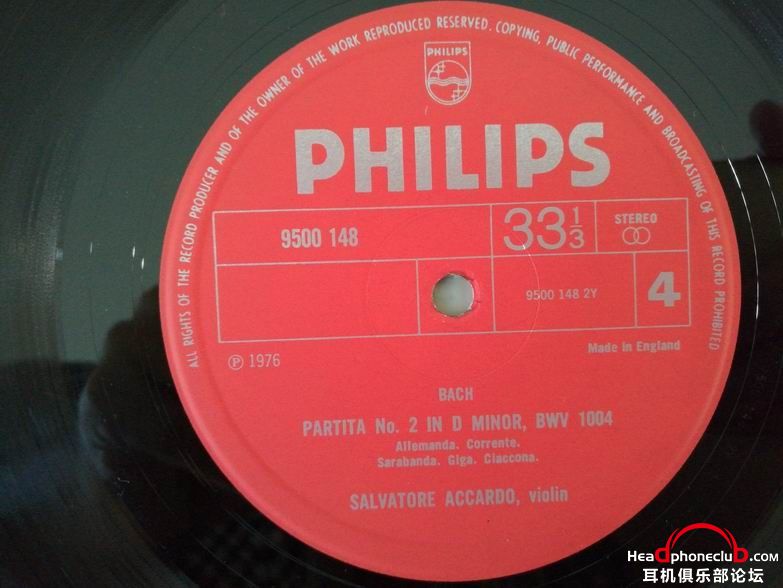 ALL RIGHTS OF THE RECORD PRODUCER AND OF THE OWNER OF THE WORK REPRODUCED RESERVED. COPYING, PUBLIC PERFORMANCE AND BROADCASTING OF THIS RECORD PROHIBITED
PHILIPS
PHILIPS
9500 148
33 1/3
STEREO
9500 148 2Y
4
Ⓟ 1976
Made in England
BACH
PARTITA No. 2 IN D MINOR, BWV 1004
Allemanda. Corrente.
Sarabanda. Giga. Ciaccona.
SALVATORE ACCARDO, violin
HeadphoneclubD.com
耳机俱乐部论坛